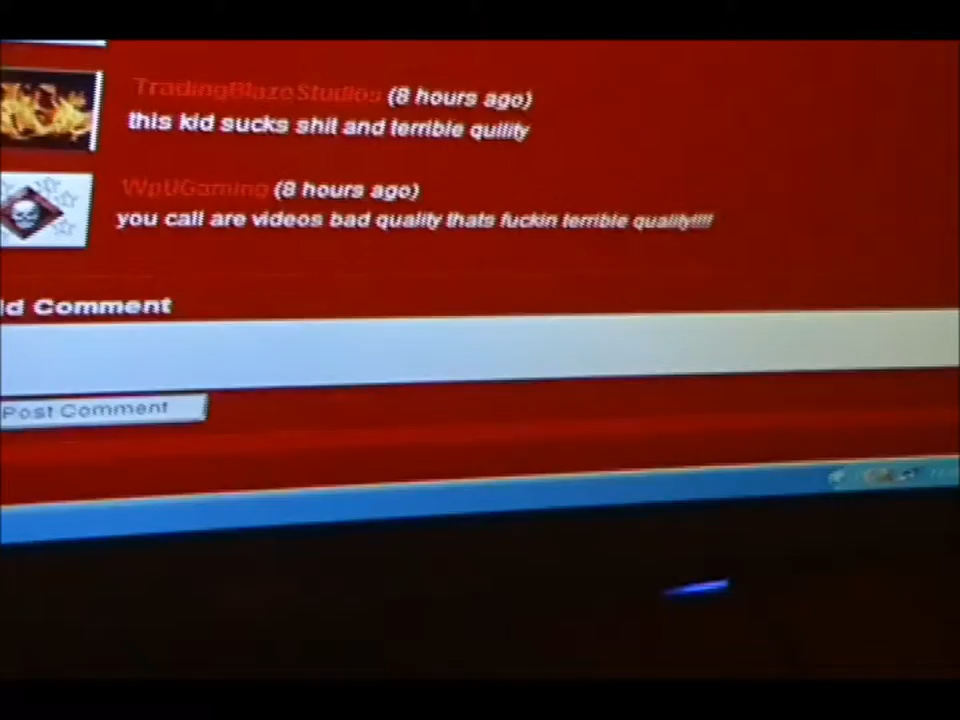 TradingBlazeStudios (8 hours ago)
this kid sucks shit and terrible quility
WpUGaming (8 hours ago)
you call are videos bad quality thats fuckin terrible quality!!!!
ld Comment
Post Comment